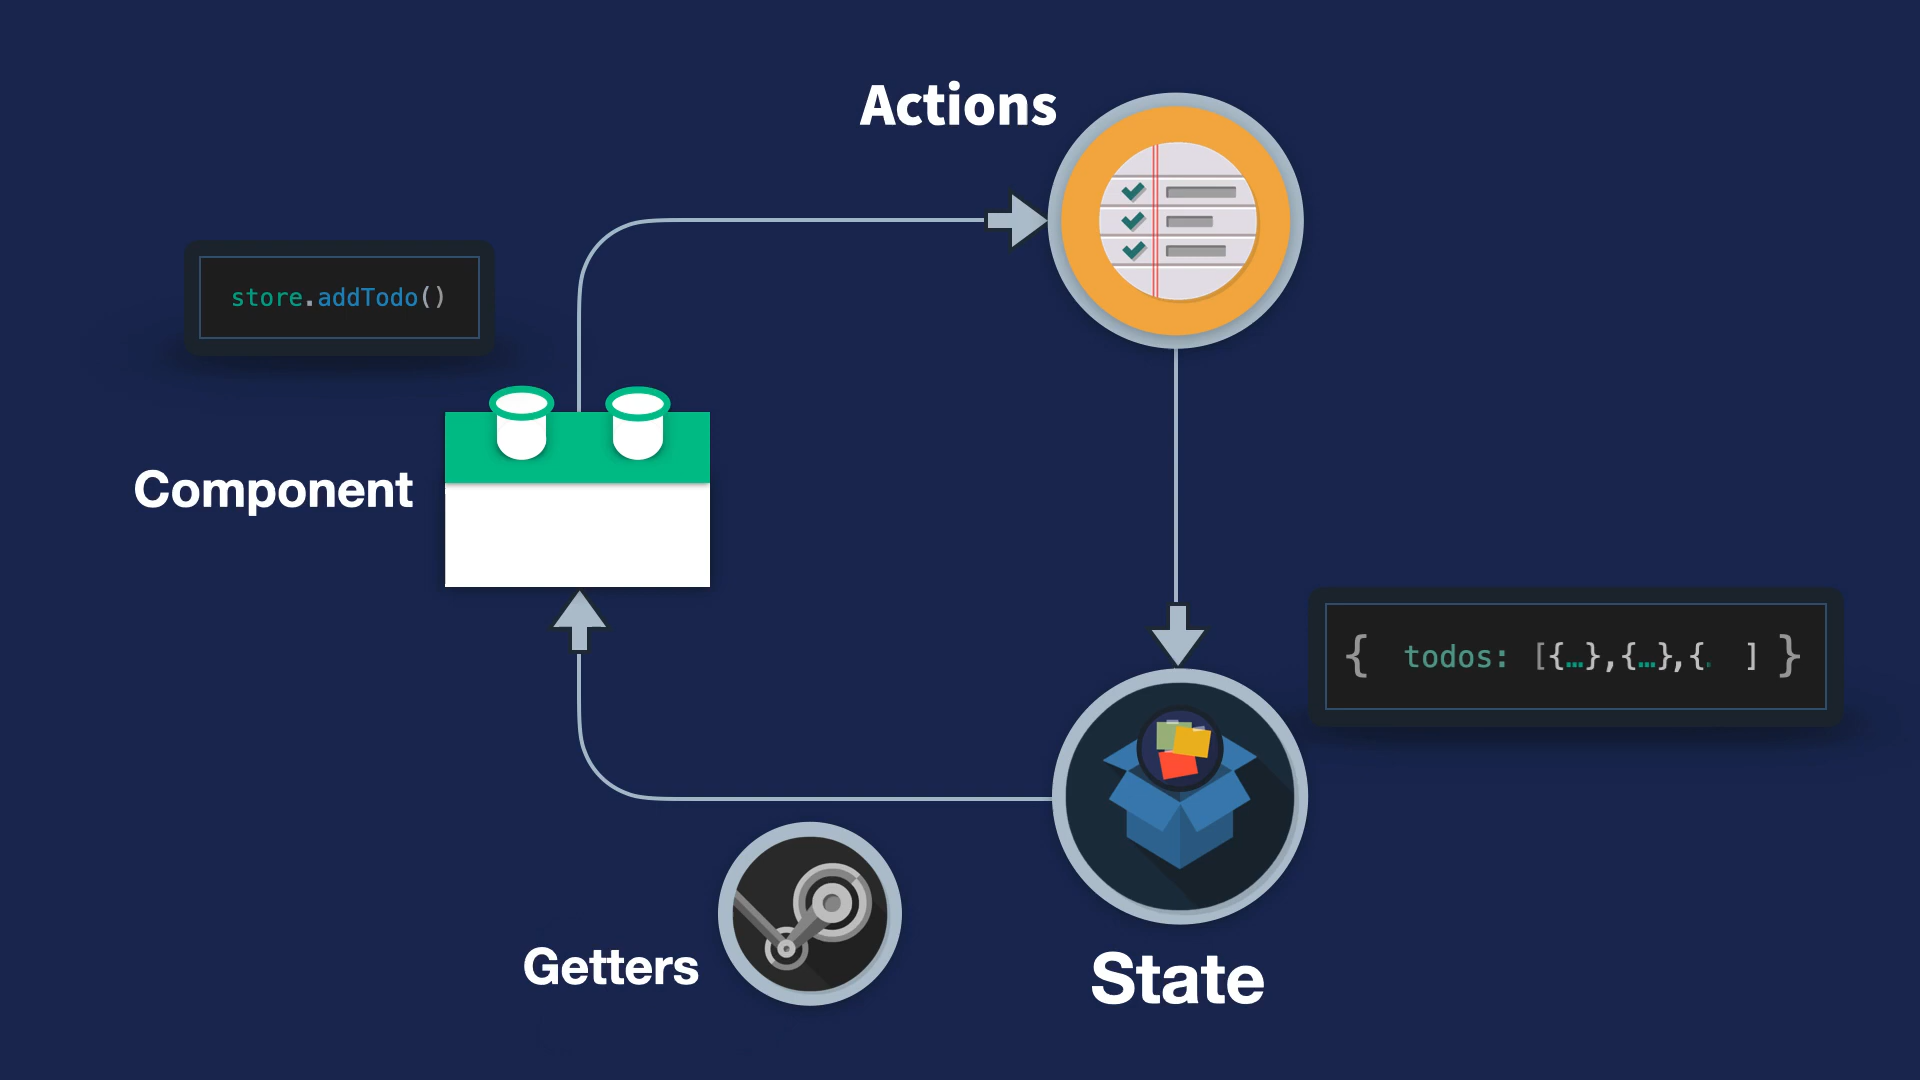 Actions
store.addTodo()
Component
{ todos: [{…},{…},{. ] }
Getters
State